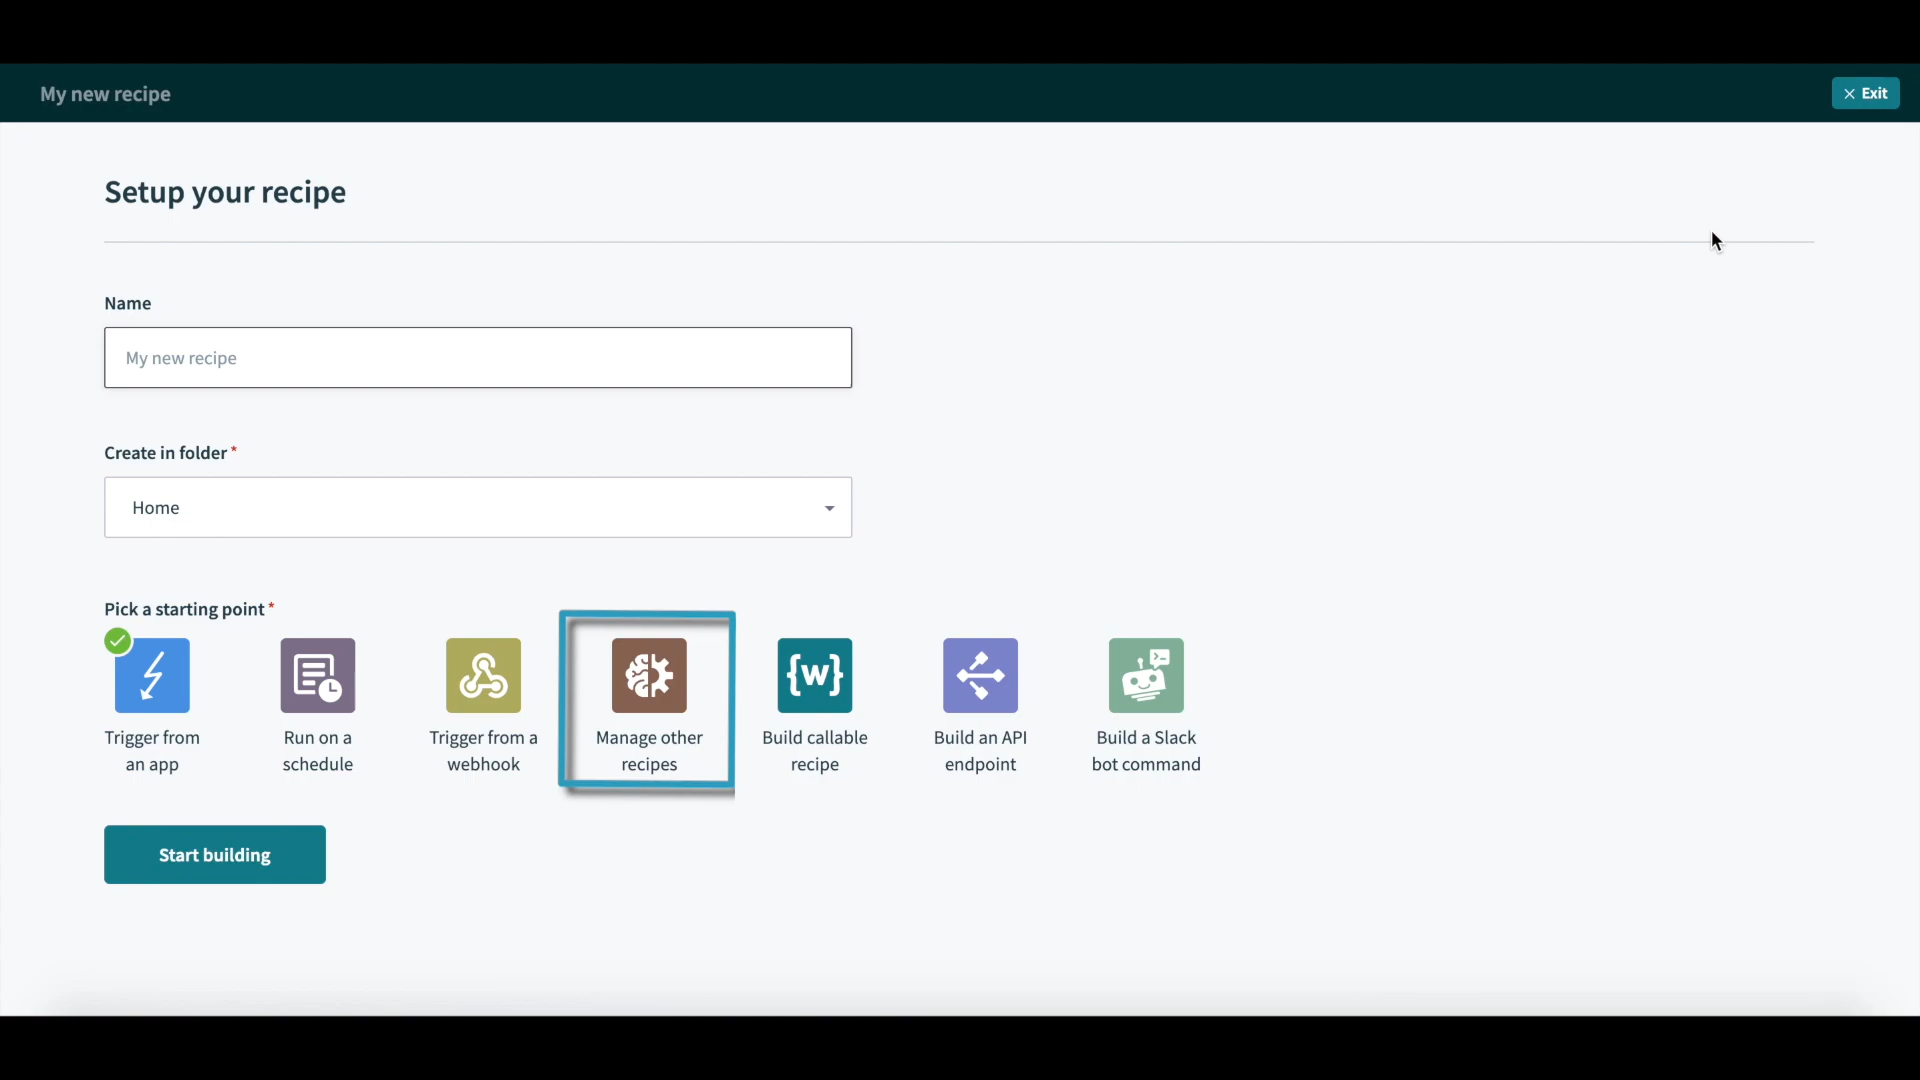 My new recipe
Exit
Setup your recipe
Name
My new recipe
Create in folder *
Home
Pick a starting point *
Trigger from
an app
Run on a
schedule
Trigger from a
webhook
Manage other
recipes
{w}
Build callable
recipe
Build an API
endpoint
Build a Slack
bot command
Start building